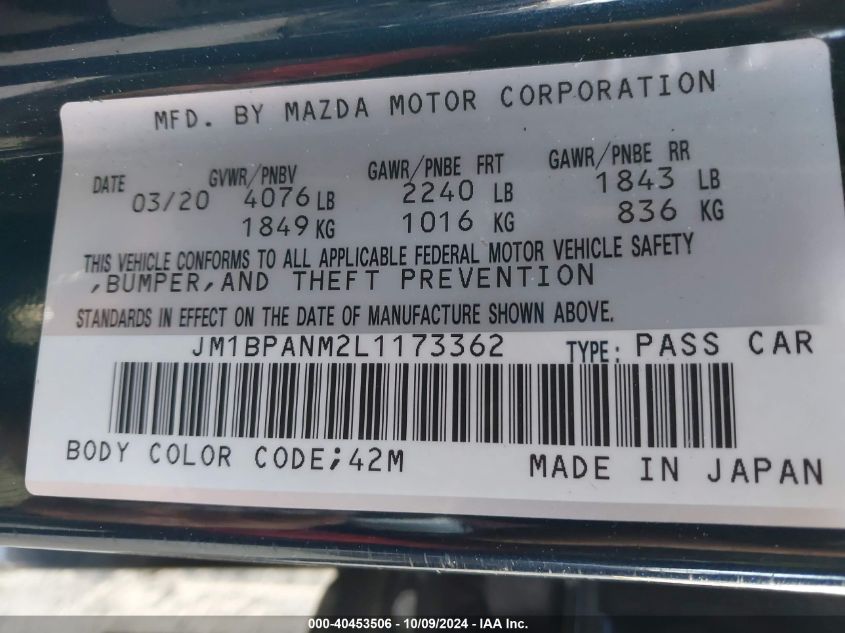 MFD. BY MAZDA MOTOR CORPORATION
DATE GVWR/PNBV GAWR/PNBE FRT GAWR/PNBE RR
03/20 4076 LB 2240 LB 1843 LB
1849 KG 1016 KG 836 KG
THIS VEHICLE CONFORMS TO ALL APPLICABLE FEDERAL MOTOR VEHICLE SAFETY
,BUMPER,AND THEFT PREVENTION
STANDARDS IN EFFECT ON THE DATE OF MANUFACTURE SHOWN ABOVE.
JM1BPANM2L1173362 TYPE: PASS CAR
BODY COLOR CODE;42M MADE IN JAPAN
000-40453506 - 10/09/2024 - IAA Inc.